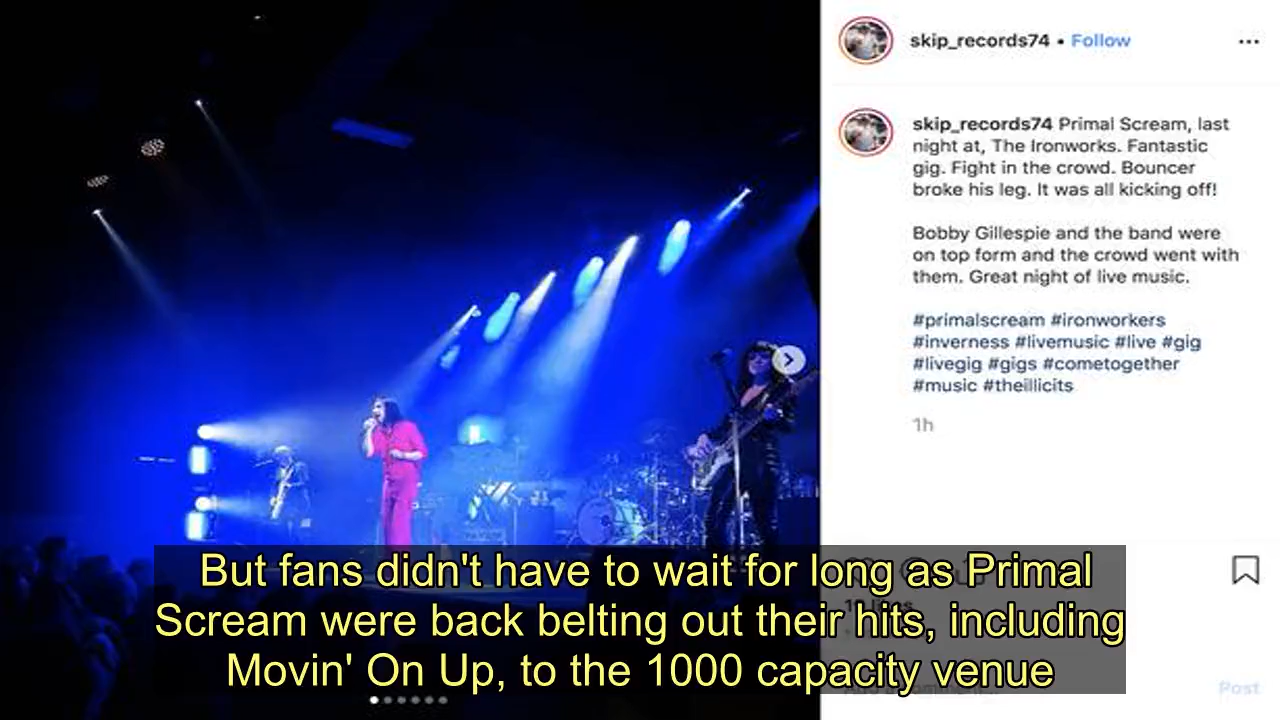 skip_records74 • Follow
skip_records74 Primal Scream, last
night at, The Ironworks. Fantastic
gig. Fight in the crowd. Bouncer
broke his leg. It was all kicking off!
Bobby Gillespie and the band were
on top form and the crowd went with
them. Great night of live music.
#primalscream #ironworkers
#inverness #livemusic #live #gig
#livegig #gigs #cometogether
#music #theillicits
1h
But fans didn't have to wait for long as Primal
Scream were back belting out their hits, including
Movin' On Up, to the 1000 capacity venue
Post